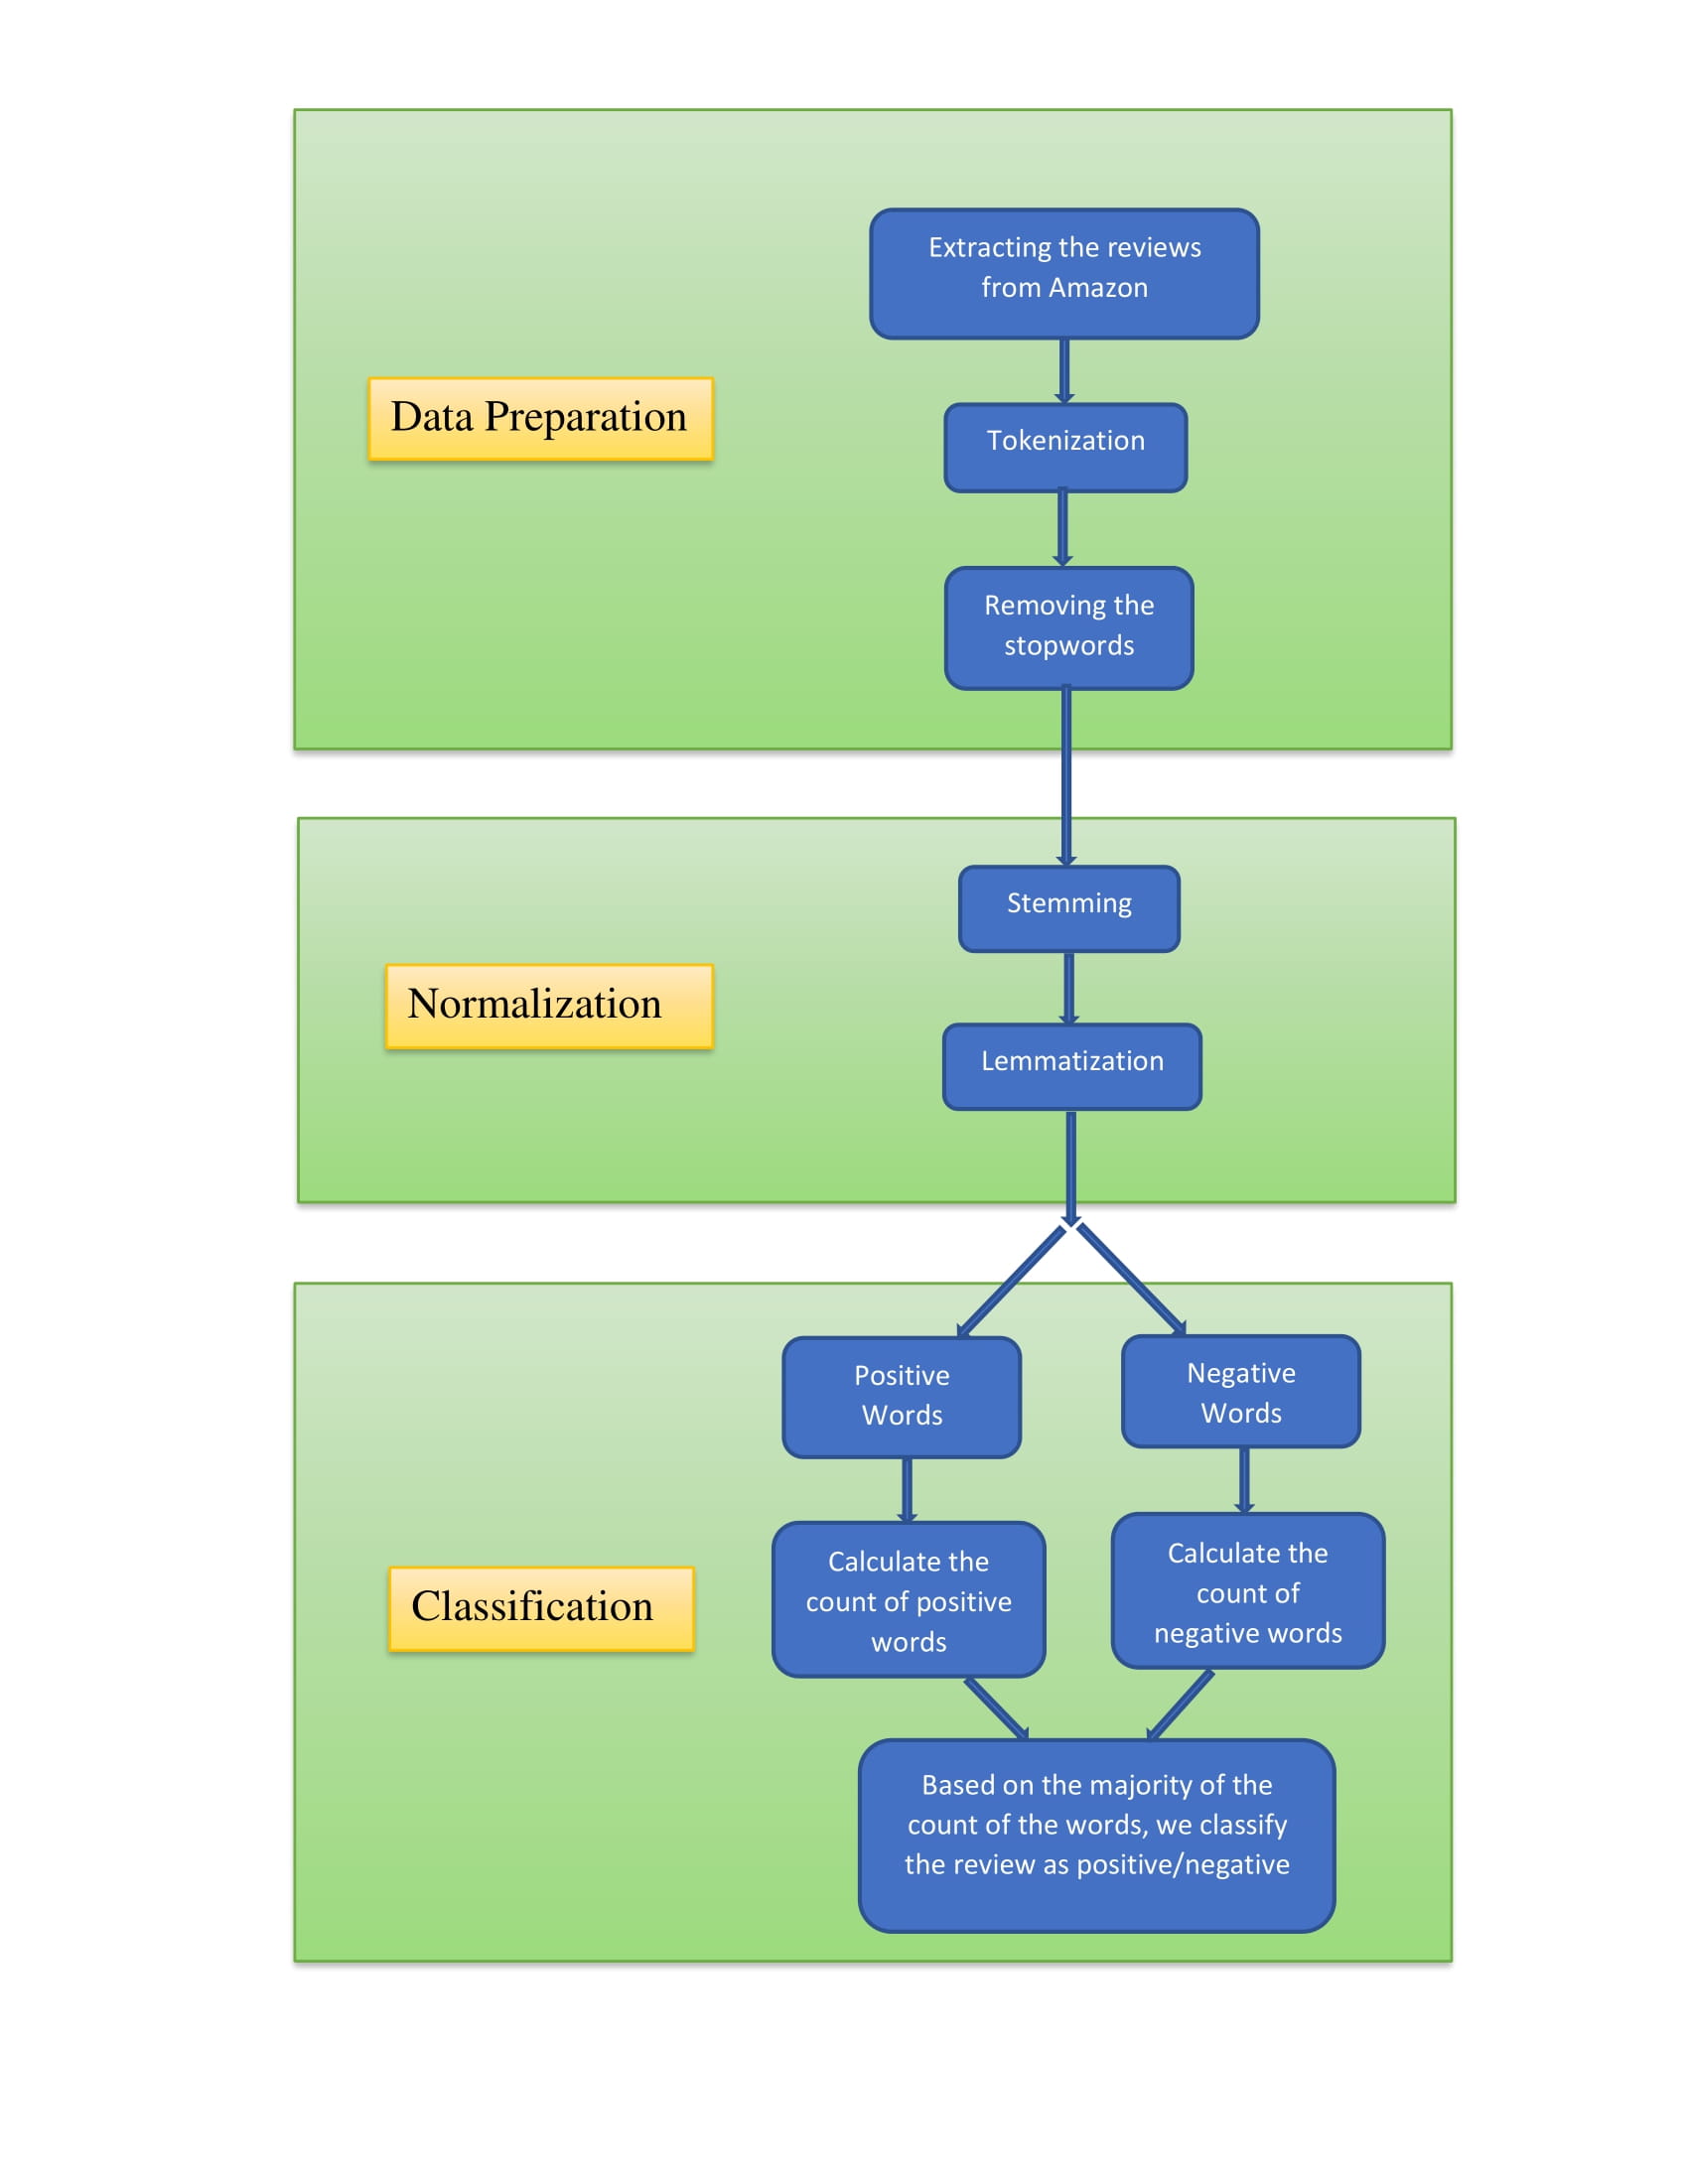 Extracting the reviews
from Amazon
Data Preparation
Tokenization
Removing the
stopwords
Stemming
Normalization
Lemmatization
Positive
Words
Negative
Words
Calculate the
count of positive
words
Calculate the
count of
negative words
Classification
Based on the majority of the
count of the words, we classify
the review as positive/negative